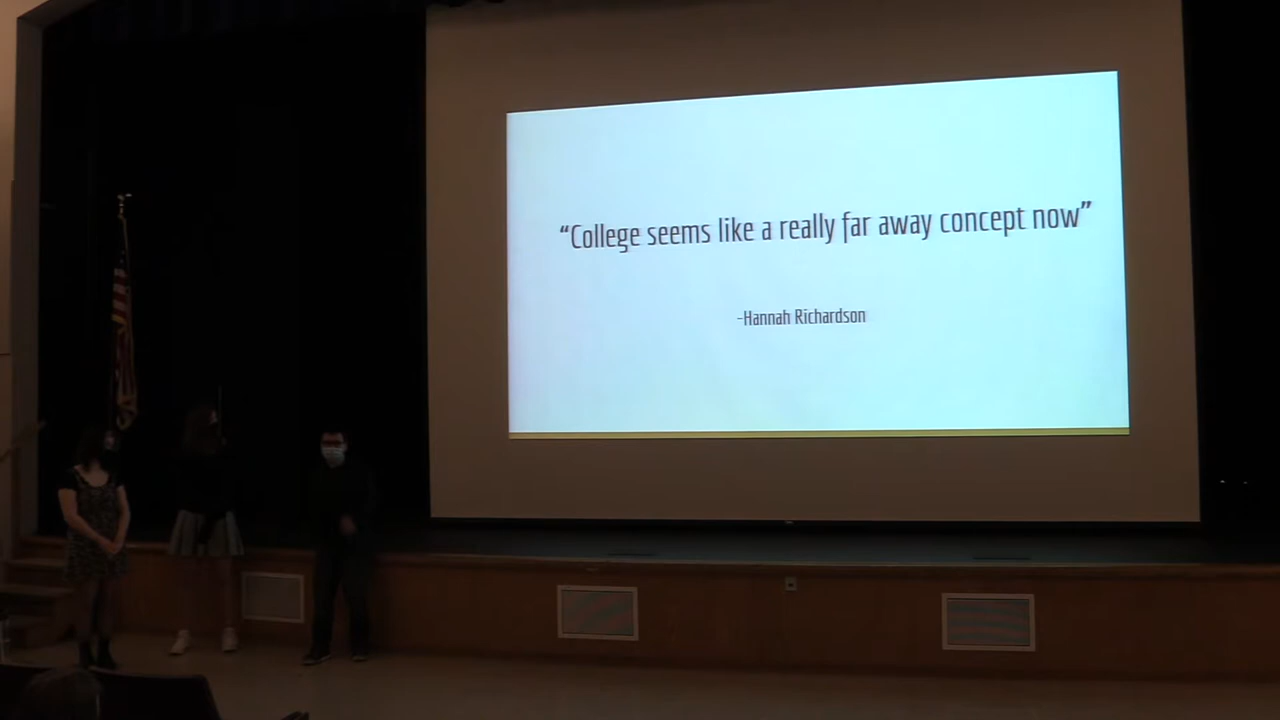 “College seems like a really far away concept now”
-Hannah Richardson